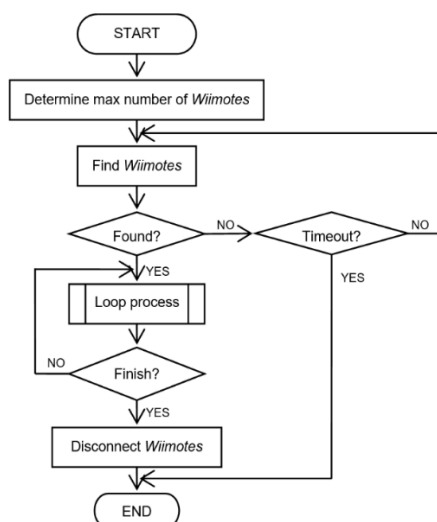 START
Determine max number of Wiimotes
Find Wiimotes
Found?
NO
Timeout?
NO
YES
YES
Loop process
NO
Finish?
YES
Disconnect Wiimotes
END